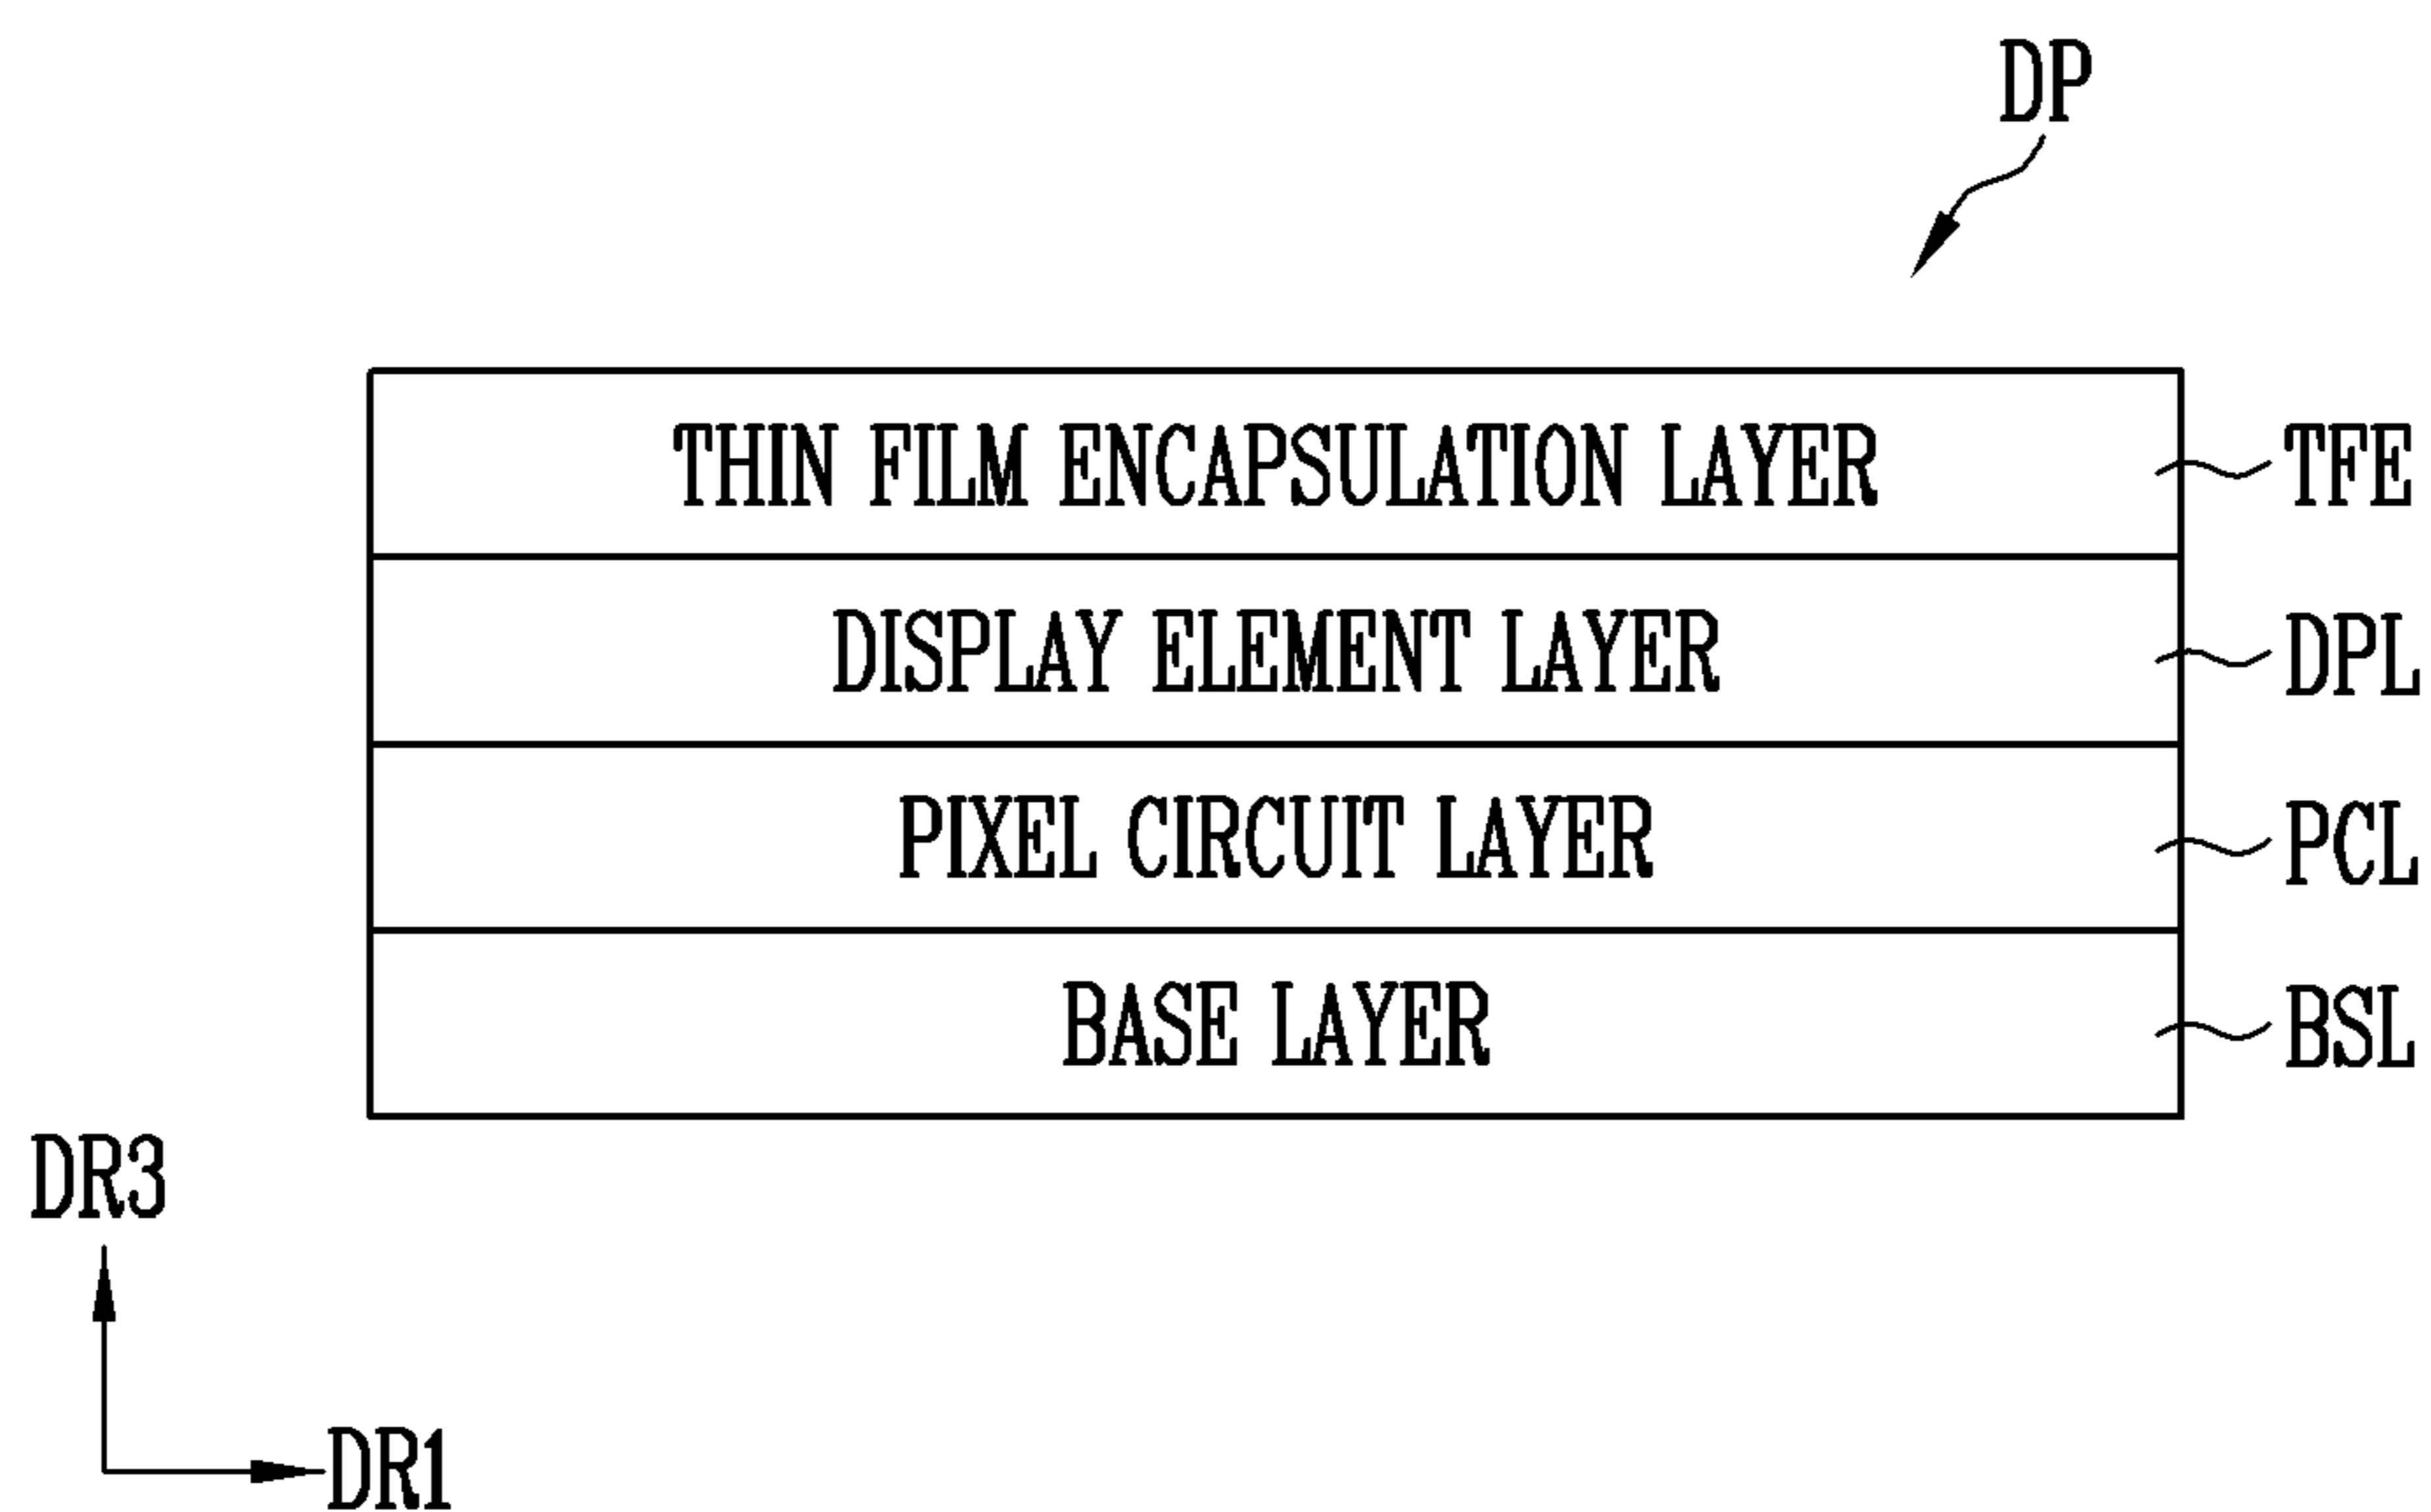 DP
THIN FILM ENCAPSULATION LAYER TFE
DISPLAY ELEMENT LAYER DPL
PIXEL CIRCUIT LAYER PCL
BASE LAYER BSL
DR3
DR1